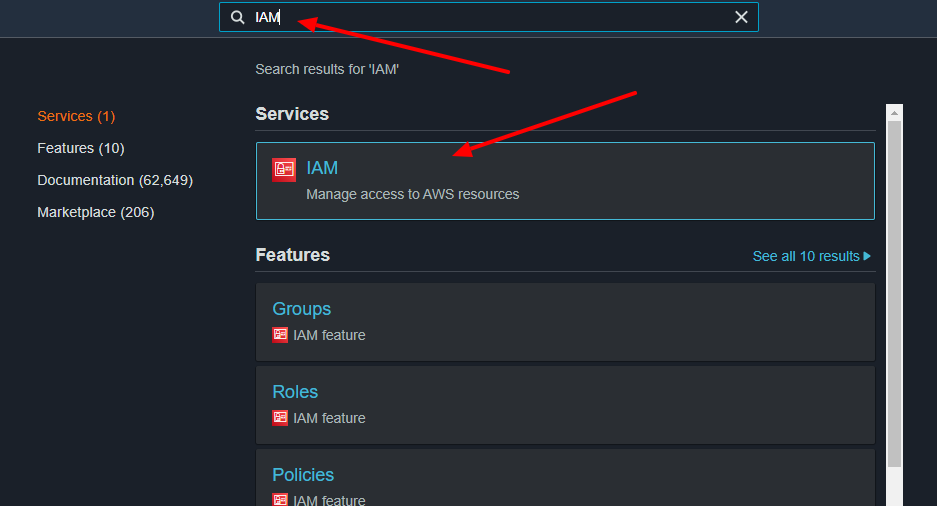 IAM
Search results for 'IAM'
Services (1)
Features (10)
Documentation (62,649)
Marketplace (206)
Services
IAM
Manage access to AWS resources
Features
See all 10 results
Groups
IAM feature
Roles
IAM feature
Policies
IAM feature